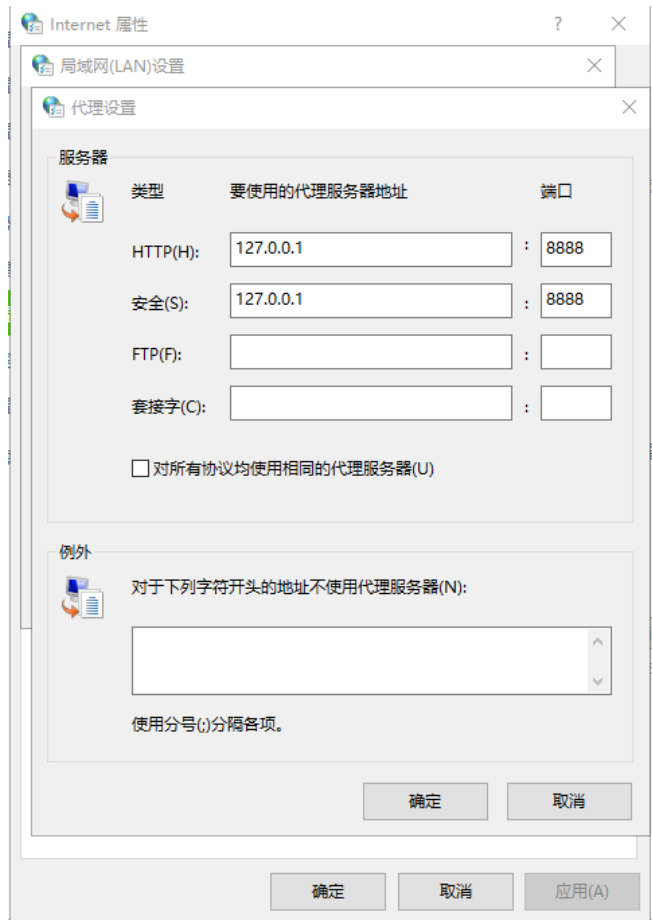 Internet 属性
局域网(LAN)设置
代理设置
服务器
类型 要使用的代理服务器地址 端口
HTTP(H): 127.0.0.1 : 8888
安全(S): 127.0.0.1 : 8888
FTP(F): :
套接字(C): :
对所有协议均使用相同的代理服务器(U)
例外
对于下列字符开头的地址不使用代理服务器(N):
使用分号(;)分隔各项。
确定 取消
确定 取消 应用(A)